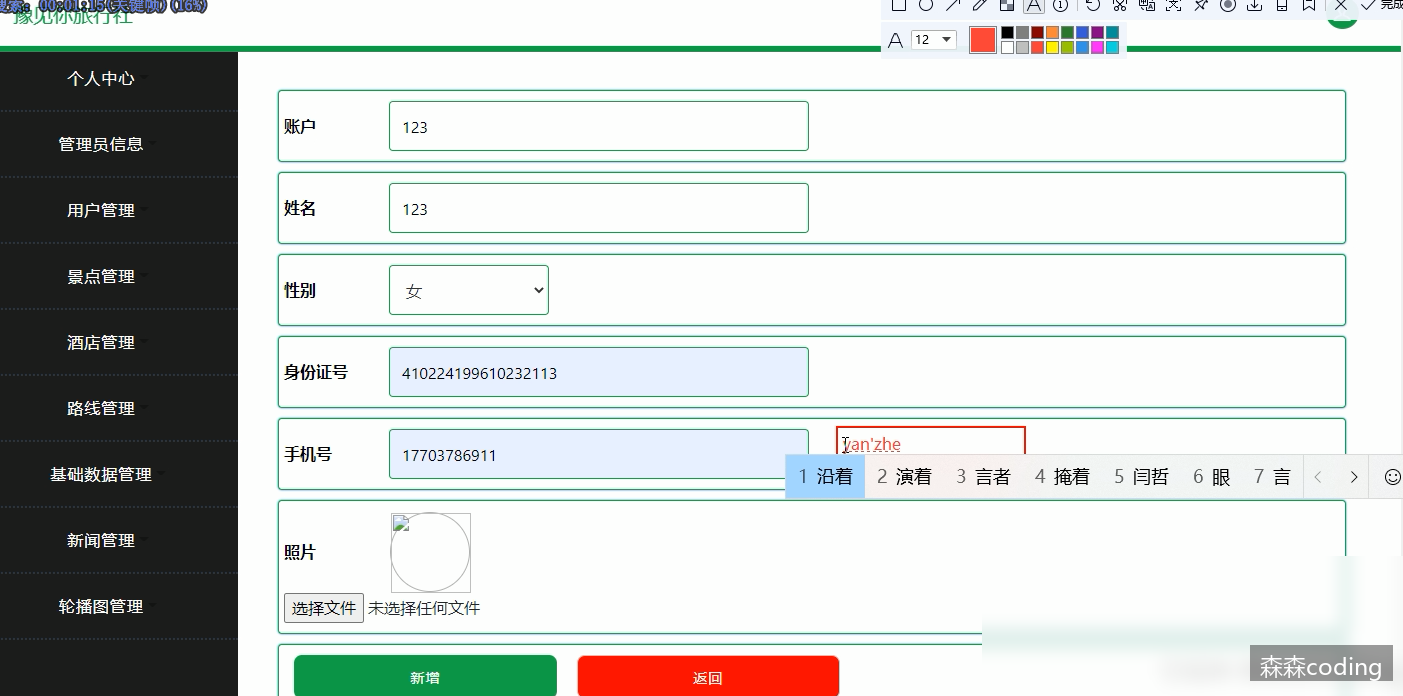 豫见你旅行社
00:01:15(关键帧)(16%)
完成
A 12
个人中心
管理员信息
用户管理
景点管理
酒店管理
路线管理
基础数据管理
新闻管理
轮播图管理
账户 123
姓名 123
性别 女
身份证号 410224199610232113
手机号 17703786911
yan'zhe
1 沿着 2 演着 3 言者 4 掩着 5 闫哲 6 眼 7 言
照片
选择文件 未选择任何文件
新增 返回
森森coding